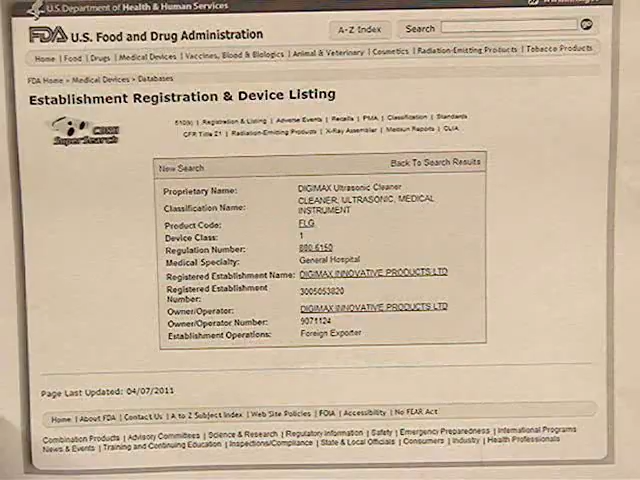 U.S. Department of Health & Human Services
FDA U.S. Food and Drug Administration
A-Z Index Search go
Home | Food | Drugs | Medical Devices | Vaccines, Blood & Biologics | Animal & Veterinary | Cosmetics | Radiation-Emitting Products | Tobacco Products
FDA Home > Medical Devices > Databases
Establishment Registration & Device Listing
510(k) | Registration & Listing | Adverse Events | Recalls | PMA | Classification | Standards
CFR Title 21 | Radiation-Emitting Products | X-Ray Assembler | Medsun Reports | CLIA
CDRH
SuperSearch
New Search Back To Search Results
Proprietary Name: DIGIMAX Ultrasonic Cleaner
Classification Name: CLEANER, ULTRASONIC, MEDICAL
INSTRUMENT
Product Code: FLG
Device Class: 1
Regulation Number: 880.6150
Medical Specialty: General Hospital
Registered Establishment Name: DIGIMAX INNOVATIVE PRODUCTS LTD
Registered Establishment
Number: 3005053820
Owner/Operator: DIGIMAX INNOVATIVE PRODUCTS LTD
Owner/Operator Number: 9071124
Establishment Operations: Foreign Exporter
Page Last Updated: 04/07/2011
Home | About FDA | Contact Us | A to Z Subject Index | Web Site Policies | FOIA | Accessibility | No FEAR Act
Combination Products | Advisory Committees | Science & Research | Regulatory Information | Safety | Emergency Preparedness | International Programs
News & Events | Training and Continuing Education | Inspections/Compliance | State & Local Officials | Consumers | Industry | Health Professionals